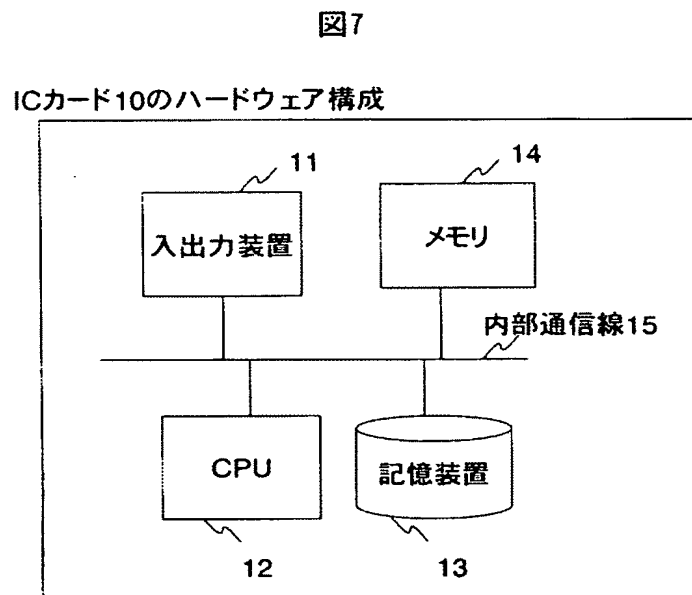 図7
ICカード10のハードウェア構成
11
14
入出力装置
メモリ
内部通信線15
CPU
記憶装置
12
13